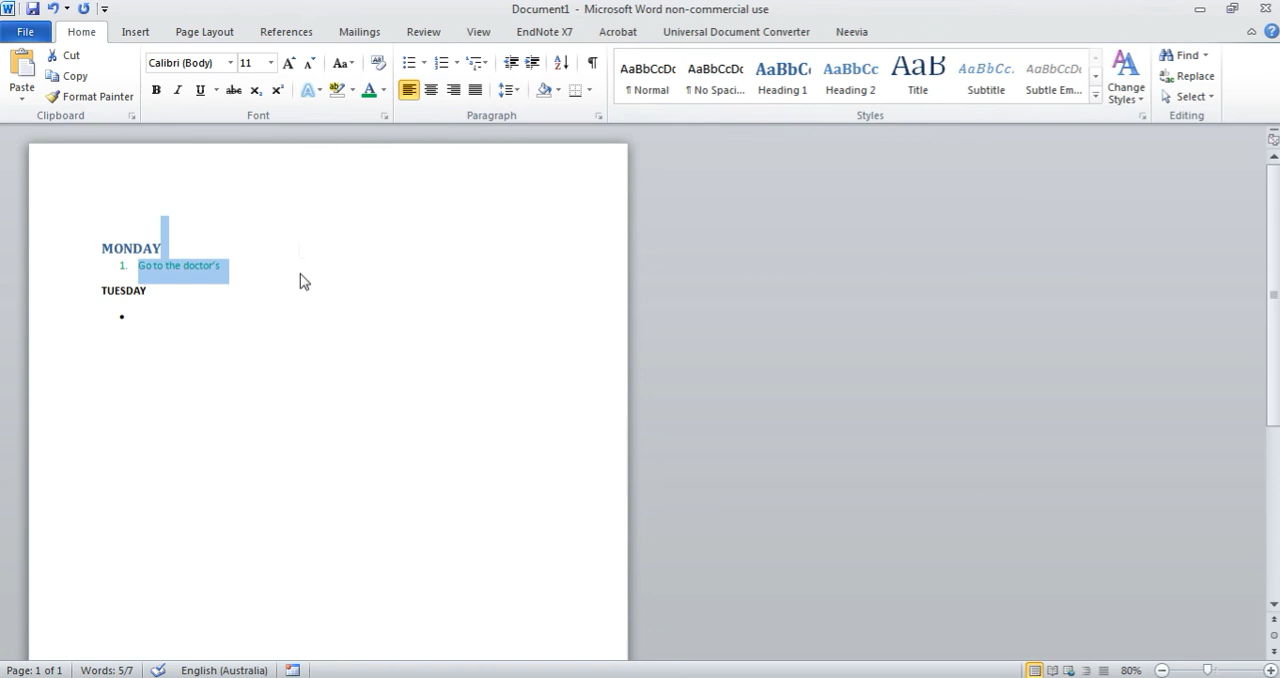 Document1 - Microsoft Word non-commercial use
File Home Insert Page Layout References Mailings Review View EndNote X7 Acrobat Universal Document Converter Neevia
Paste
Cut
Copy
Format Painter
Clipboard
Calibri (Body) 11
Font
Paragraph
AaBbCcDc AaBbCcDc AaBbCc AaBbCc AaB AaBbCc. AaBbCcDc
¶ Normal ¶ No Spaci... Heading 1 Heading 2 Title Subtitle Subtle Em...
Change Styles
Styles
Find
Replace
Select
Editing
MONDAY
1. Go to the doctor's
TUESDAY
•
Page: 1 of 1 Words: 5/7 English (Australia) 80%